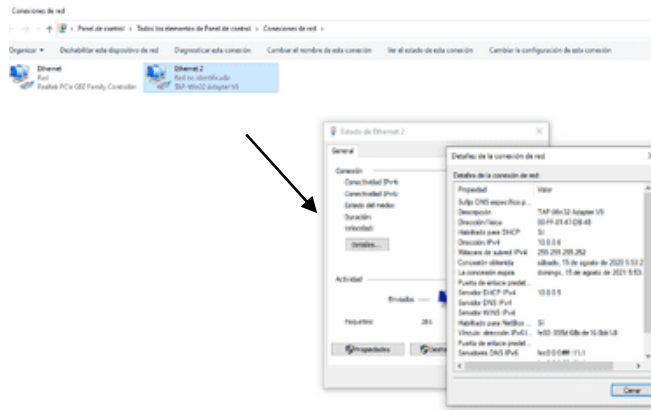 Conexiones de red
Panel de control > Todos los elementos de Panel de control > Conexiones de red >
Organizar Deshabilitar este dispositivo de red Diagnosticar esta conexión Cambiar el nombre de esta conexión Ver el estado de esta conexión Cambiar la configuración de esta conexión
Ethernet
Red
Realtek PCIe GBE Family Controller
Ethernet 2
Red no identificada
TAP-Win32 Adapter V9
Estado de Ethernet 2
General
Conexión
Conectividad IPv4:
Conectividad IPv6:
Estado del medio:
Duración:
Velocidad:
Detalles...
Actividad
Enviados
Paquetes:
Propiedades
Detalles de la conexión de red
Detalles de la conexión de red:
Propiedad Valor
Sufijo DNS específico p...
Descripción TAP-Win32 Adapter V9
Dirección física
Habilitado para DHCP Sí
Dirección IPv4 10.8.0.6
Máscara de subred IPv4 255.255.255.252
Concesión obtenida sábado, 15 de agosto de 2020 5:53:2
La concesión expira domingo, 15 de agosto de 2021 5:53:
Puerta de enlace predet...
Servidor DHCP IPv4 10.8.0.5
Servidor DNS IPv4
Servidor WINS IPv4
Habilitado para NetBios ... Sí
Vínculo: dirección IPv6 l...
Puerta de enlace predet...
Servidores DNS IPv6
Cerrar